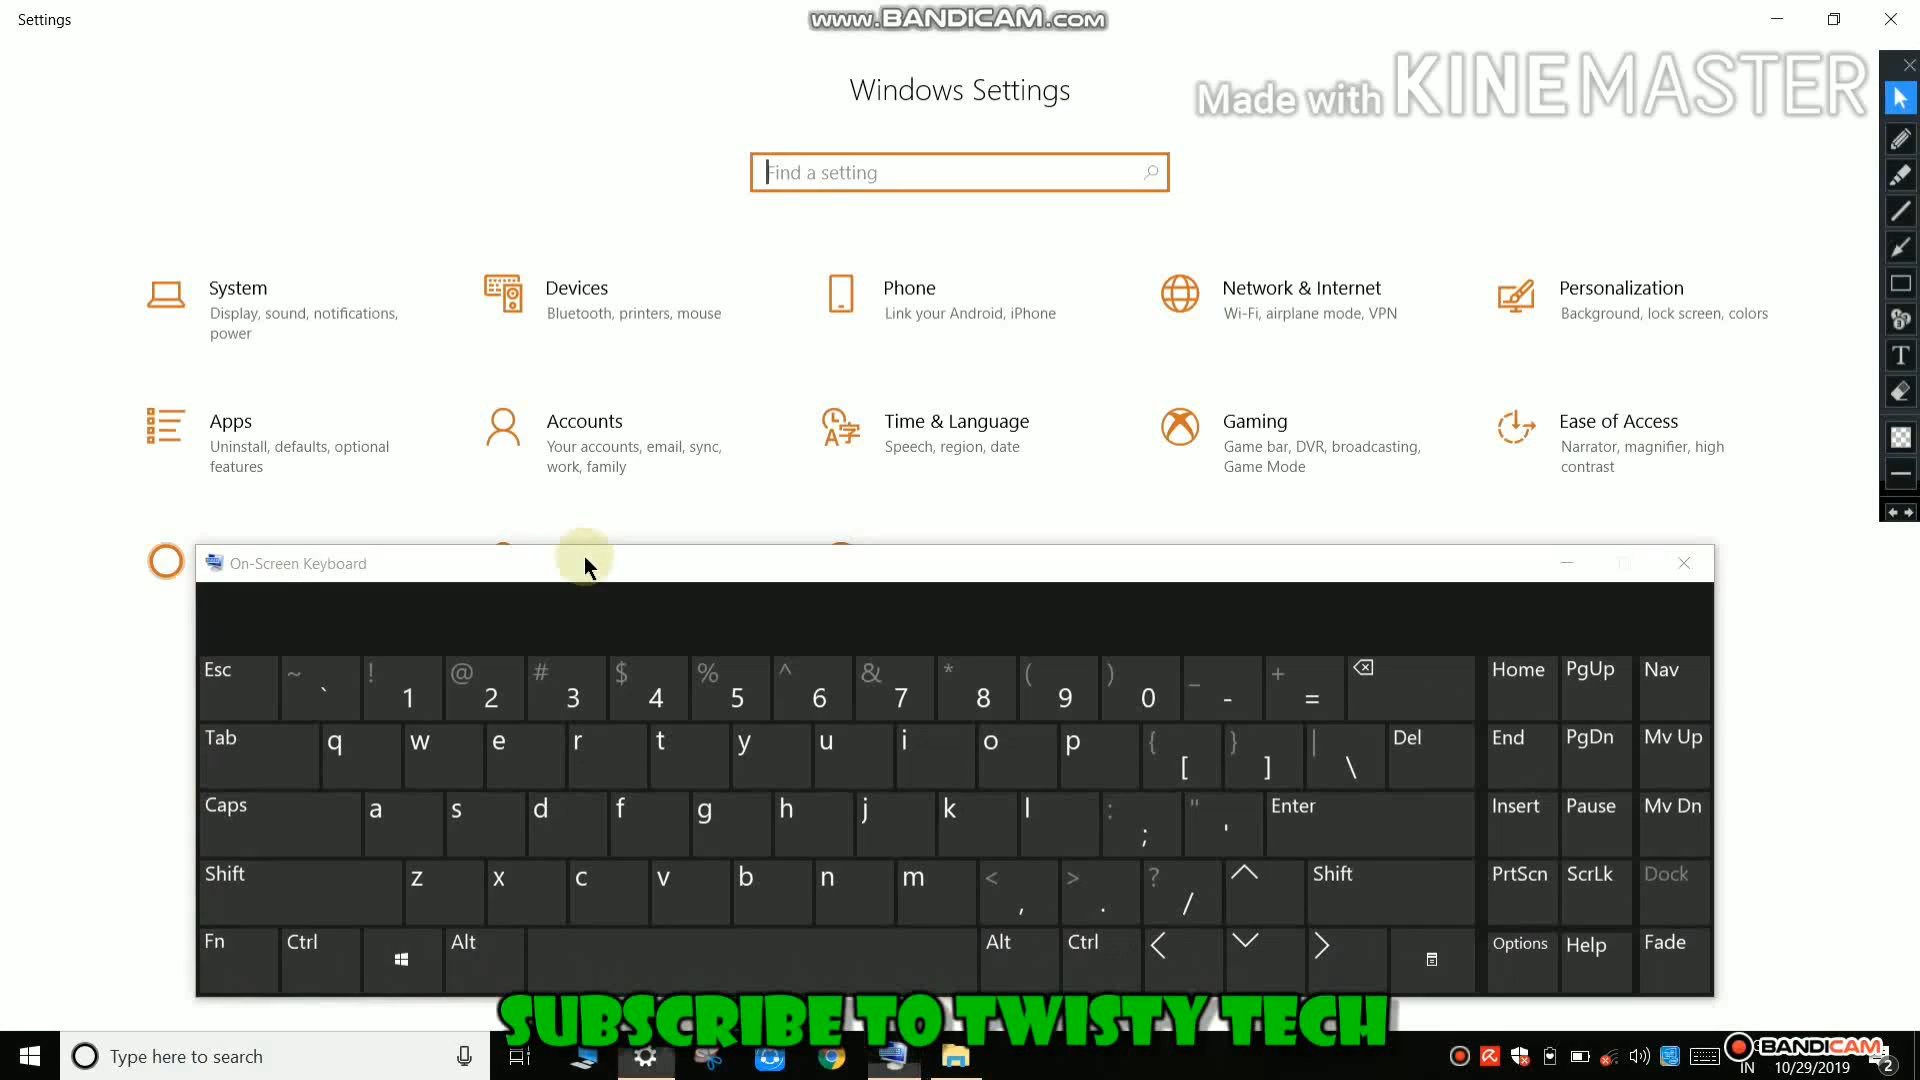 Settings
www.BANDICAM.com
Windows Settings
Made with KINEMASTER
Find a setting
System
Display, sound, notifications,
power
Devices
Bluetooth, printers, mouse
Phone
Link your Android, iPhone
Network & Internet
Wi-Fi, airplane mode, VPN
Personalization
Background, lock screen, colors
Apps
Uninstall, defaults, optional
features
Accounts
Your accounts, email, sync,
work, family
Time & Language
Speech, region, date
Gaming
Game bar, DVR, broadcasting,
Game Mode
Ease of Access
Narrator, magnifier, high
contrast
T
On-Screen Keyboard
Esc ~ ` ! 1 @ 2 # 3 $ 4 % 5 ^ 6 & 7 * 8 ( 9 ) 0 _ - + = Home PgUp Nav
Tab q w e r t y u i o p { [ } ] | \ Del End PgDn Mv Up
Caps a s d f g h j k l : ; " ' Enter Insert Pause Mv Dn
Shift z x c v b n m < , > . ? / Shift PrtScn ScrLk Dock
Fn Ctrl Alt Alt Ctrl Options Help Fade
SUBSCRIBE TO TWISTY TECH
Type here to search
BANDICAM
IN 10/29/2019 2